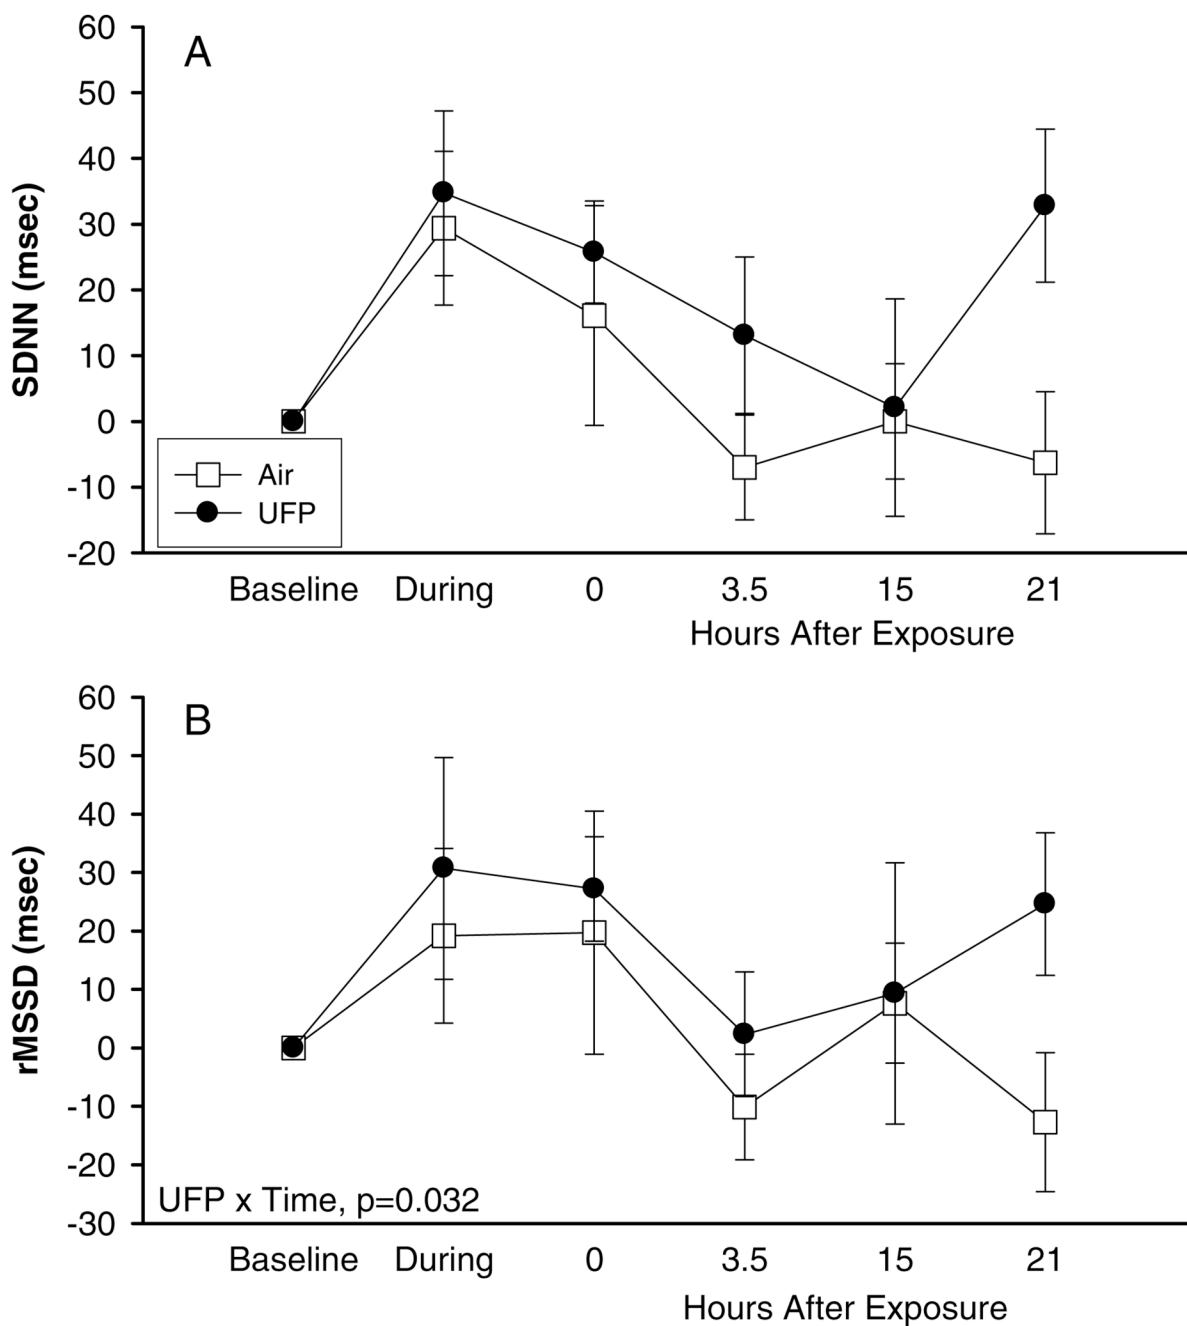 A
60
50
40
30
20
10
0
-10
-20
SDNN (msec)
Air
UFP
Baseline During 0 3.5 15 21
Hours After Exposure
B
60
50
40
30
20
10
0
-10
-20
-30
rMSSD (msec)
UFP x Time, p=0.032
Baseline During 0 3.5 15 21
Hours After Exposure